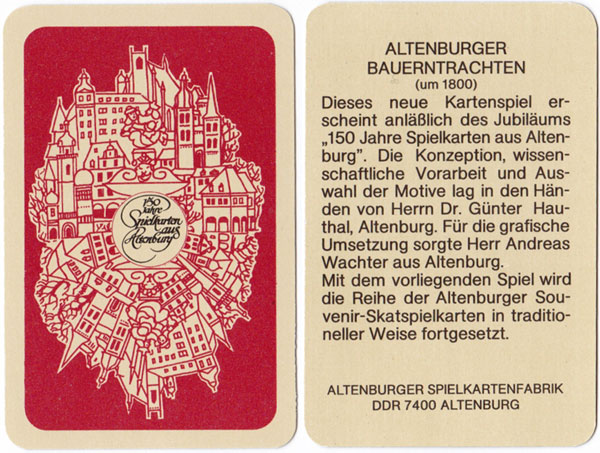 150
Jahre
Spielkarten
aus
Altenburg
ALTENBURGER
BAUERNTRACHTEN
(um 1800)
Dieses neue Kartenspiel er-
scheint anläßlich des Jubiläums
„150 Jahre Spielkarten aus Alten-
burg”. Die Konzeption, wissen-
schaftliche Vorarbeit und Aus-
wahl der Motive lag in den Hän-
den von Herrn Dr. Günter Hau-
thal, Altenburg. Für die grafische
Umsetzung sorgte Herr Andreas
Wachter aus Altenburg.
Mit dem vorliegenden Spiel wird
die Reihe der Altenburger Sou-
venir-Skatspielkarten in traditio-
neller Weise fortgesetzt.
ALTENBURGER SPIELKARTENFABRIK
DDR 7400 ALTENBURG